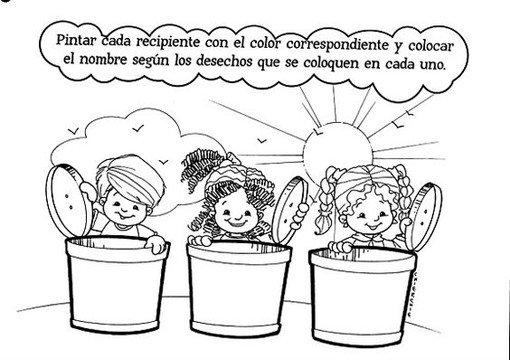 Pintar cada recipiente con el color correspondiente y colocar
el nombre según los desechos que se coloquen en cada uno.